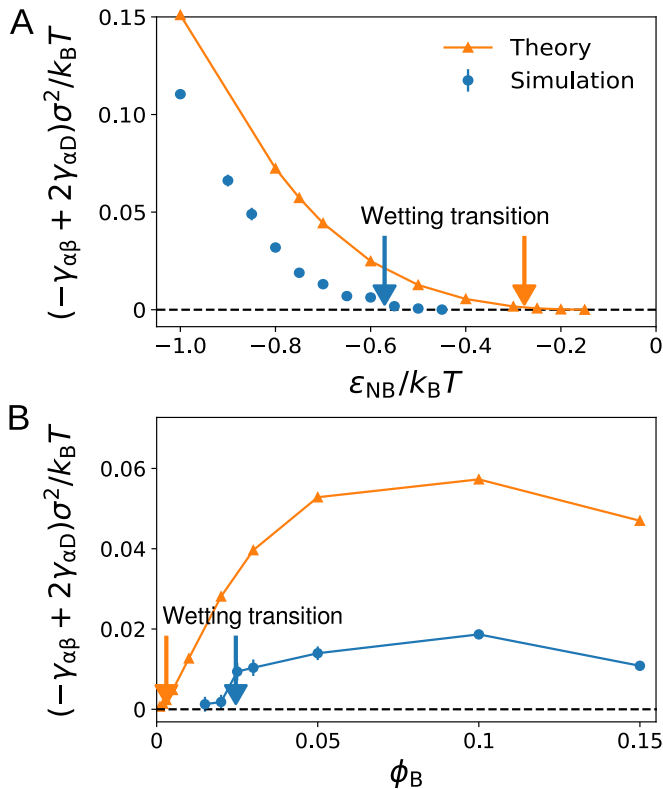 A
(−γαβ + 2γαD)σ²/kBT
0.15
0.10
0.05
0
Theory
Simulation
Wetting transition
−1.0 −0.8 −0.6 −0.4 −0.2 0
εNB/kBT
B
(−γαβ + 2γαD)σ²/kBT
0.06
0.04
0.02
0
Wetting transition
0 0.05 0.1 0.15
ϕB